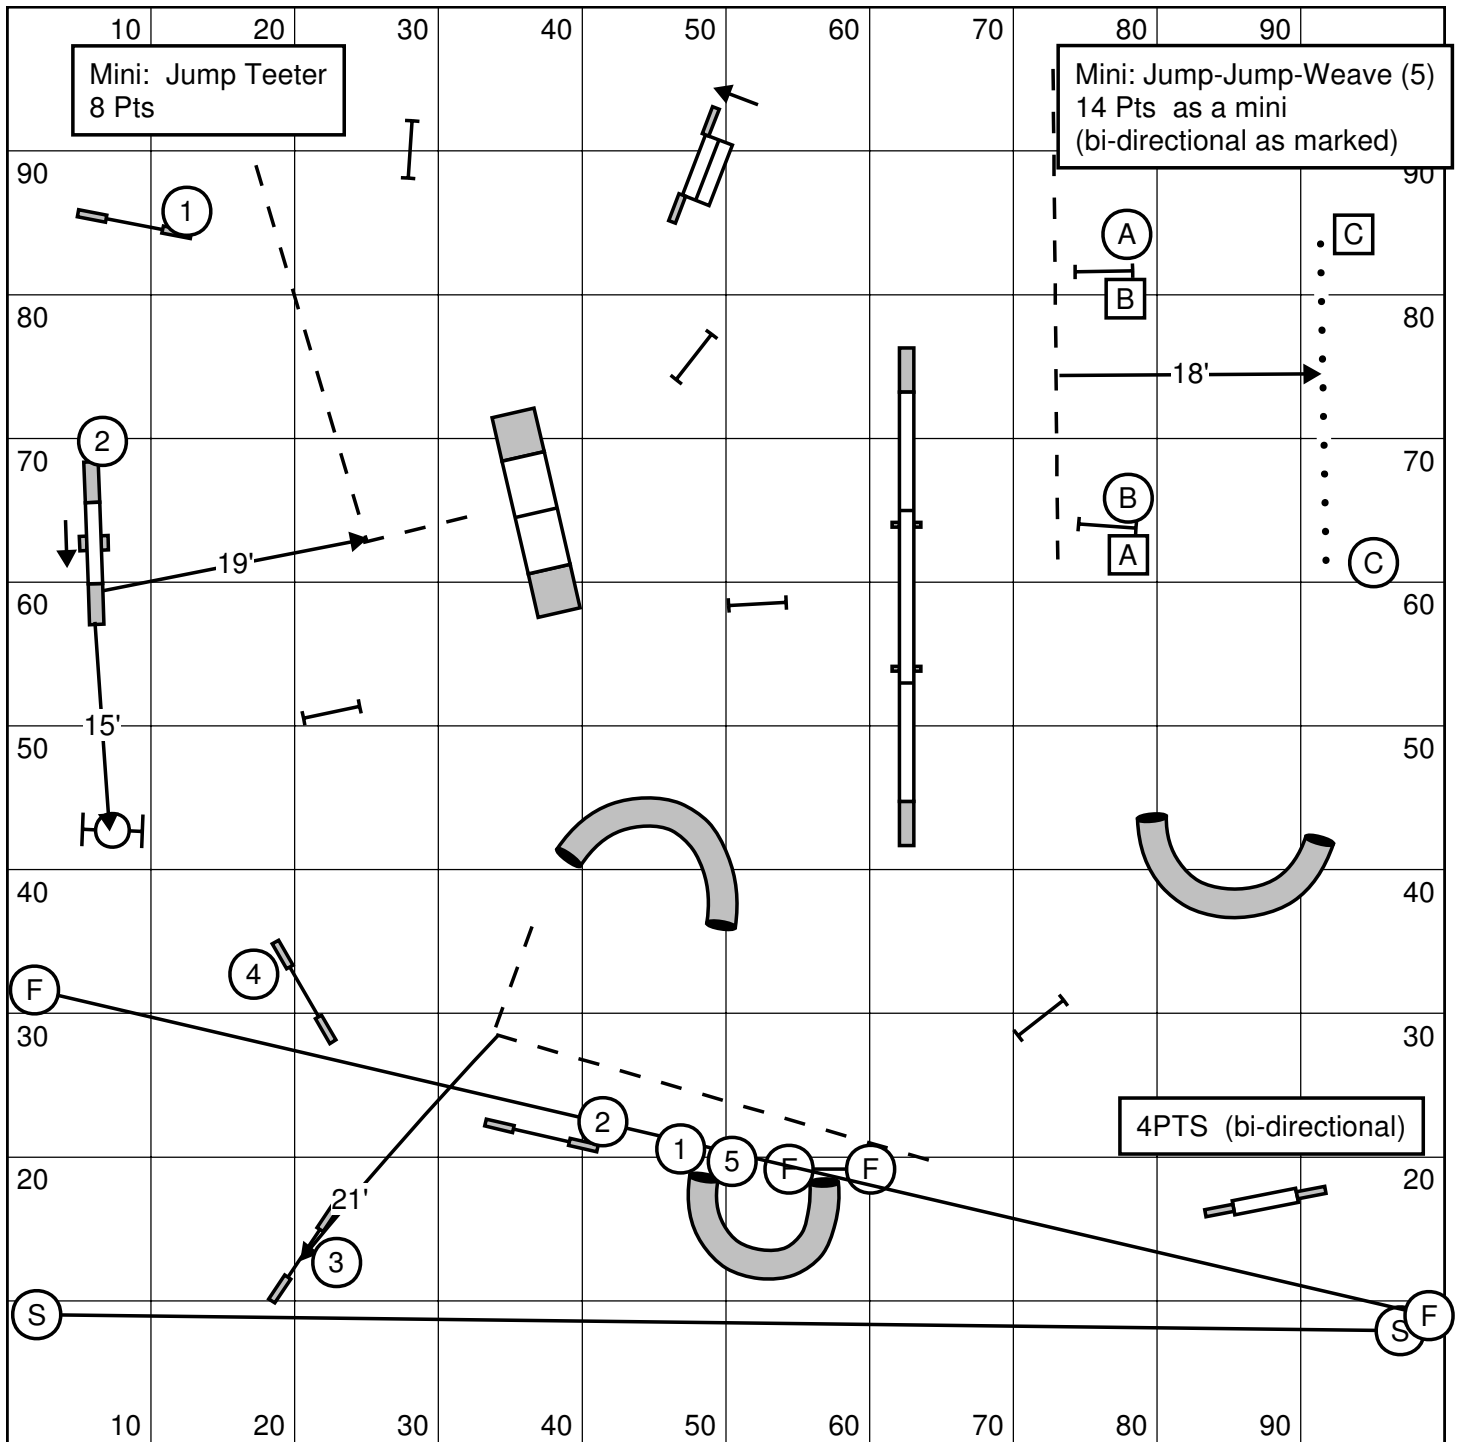 10 20 30 40 50 60 70 80 90
Mini: Jump Teeter
8 Pts
Mini: Jump-Jump-Weave (5)
14 Pts as a mini
(bi-directional as marked)
90 90
1
A
C
B
80 80
18'
2
70 70
B
A
C
19'
60 60
15'
50 50
40 40
4
F
30 30
2
4PTS (bi-directional)
1
5
F
F
20 20
21'
3
S
F
S
10 20 30 40 50 60 70 80 90